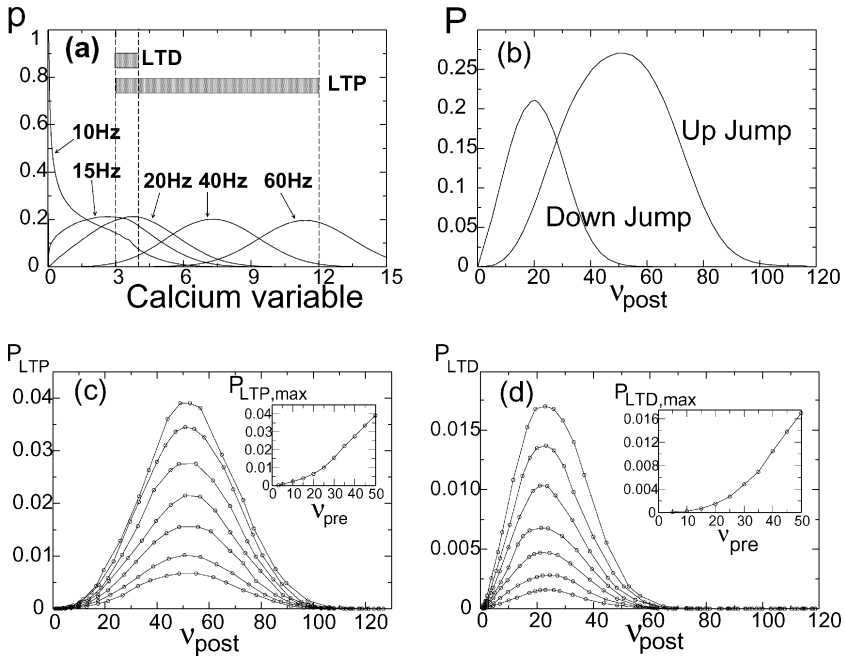 p
(a)
1
0.8
0.6
0.4
0.2
0
LTD
LTP
10Hz
15Hz
20Hz
40Hz
60Hz
0
3
6
9
12
15
Calcium variable
P
(b)
0.25
0.2
0.15
0.1
0.05
0
Up Jump
Down Jump
0
20
40
60
80
100
120
νpost
PLTP
(c)
0.04
0.03
0.02
0.01
0
0
20
40
60
80
100
120
νpost
PLTP,max
0.04
0.03
0.02
0.01
0
0
10
20
30
40
50
νpre
PLTD
(d)
0.02
0.015
0.01
0.005
0
0
20
40
60
80
100
120
νpost
PLTD,max
0.016
0.012
0.008
0.004
0
0
10
20
30
40
50
νpre